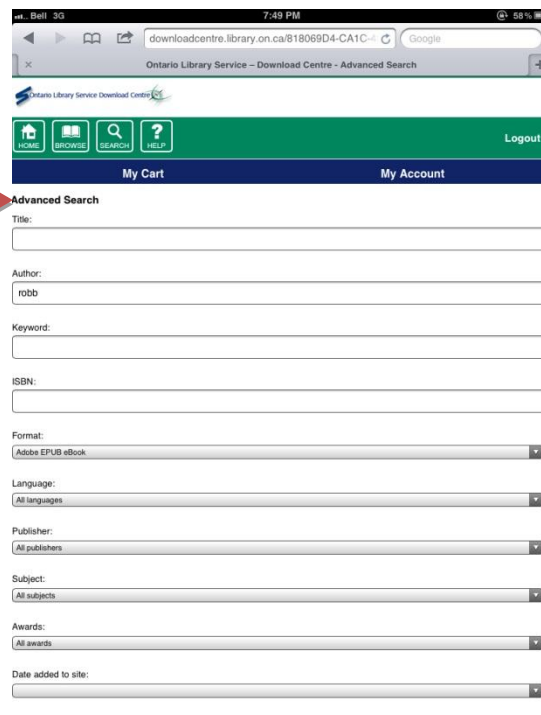 Bell 3G 7:49 PM 58%
downloadcentre.library.on.ca/818069D4-CA1C- Google
Ontario Library Service – Download Centre - Advanced Search
Ontario Library Service Download Centre
HOME BROWSE SEARCH HELP Logout
My Cart My Account
Advanced Search
Title:
Author:
robb
Keyword:
ISBN:
Format:
Adobe EPUB eBook
Language:
All languages
Publisher:
All publishers
Subject:
All subjects
Awards:
All awards
Date added to site: